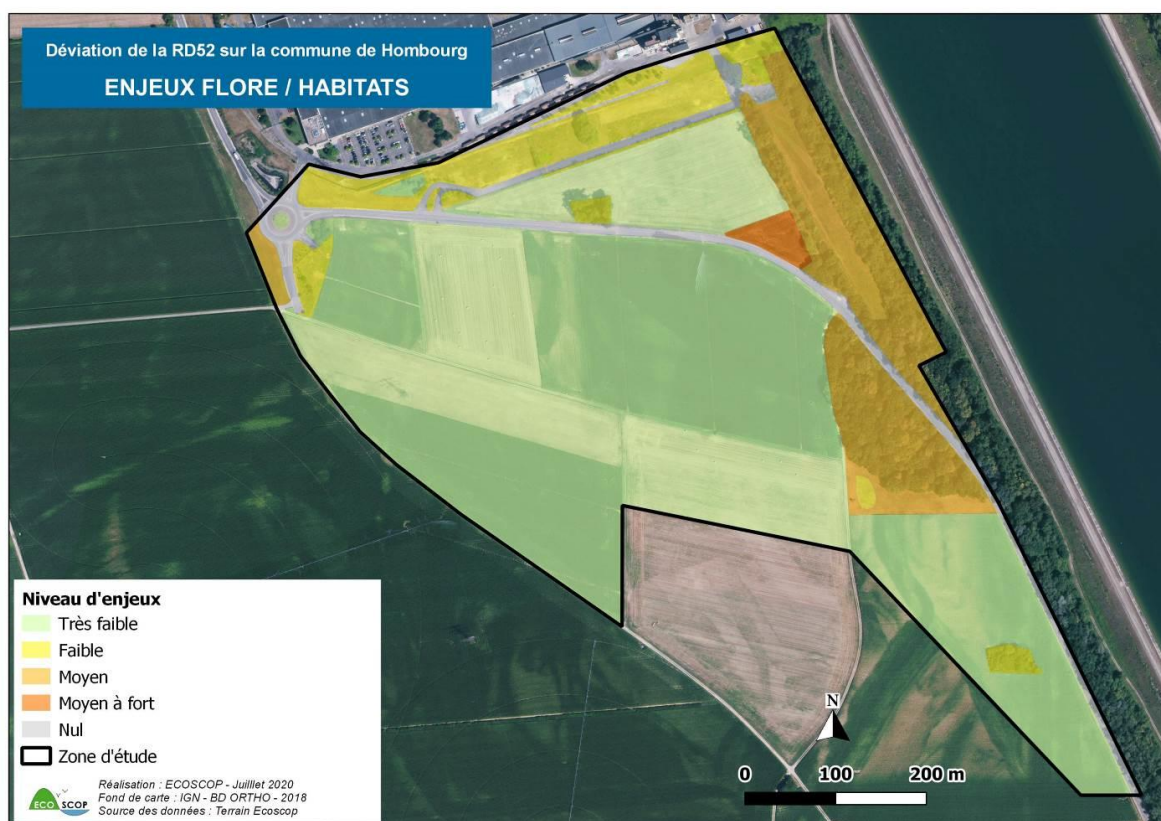 Déviation de la RD52 sur la commune de Hombourg
ENJEUX FLORE / HABITATS
Niveau d'enjeux
Très faible
Faible
Moyen
Moyen à fort
Nul
Zone d'étude
Réalisation : ECOSCOP - Juilllet 2020
Fond de carte : IGN - BD ORTHO - 2018
Source des données : Terrain Ecoscop
ECO SCOP
N
0 100 200 m